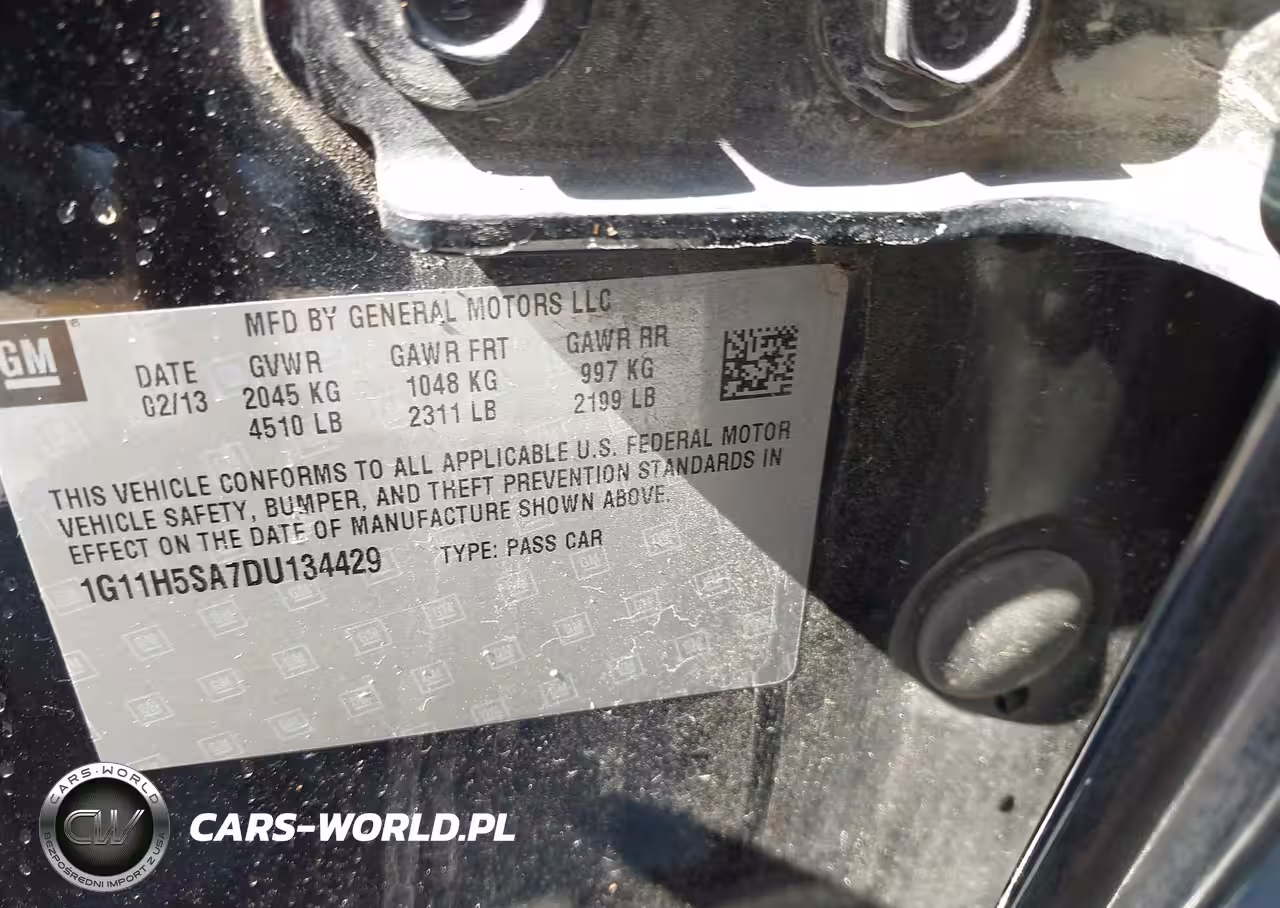 GM
MFD BY GENERAL MOTORS LLC
DATE GVWR GAWR FRT GAWR RR
02/13 2045 KG 1048 KG 997 KG
4510 LB 2311 LB 2199 LB
THIS VEHICLE CONFORMS TO ALL APPLICABLE U.S. FEDERAL MOTOR
VEHICLE SAFETY, BUMPER, AND THEFT PREVENTION STANDARDS IN
EFFECT ON THE DATE OF MANUFACTURE SHOWN ABOVE.
1G11H5SA7DU134429 TYPE: PASS CAR
CARS-WORLD
CW
BEZPOŚREDNI IMPORT Z USA
CARS-WORLD.PL